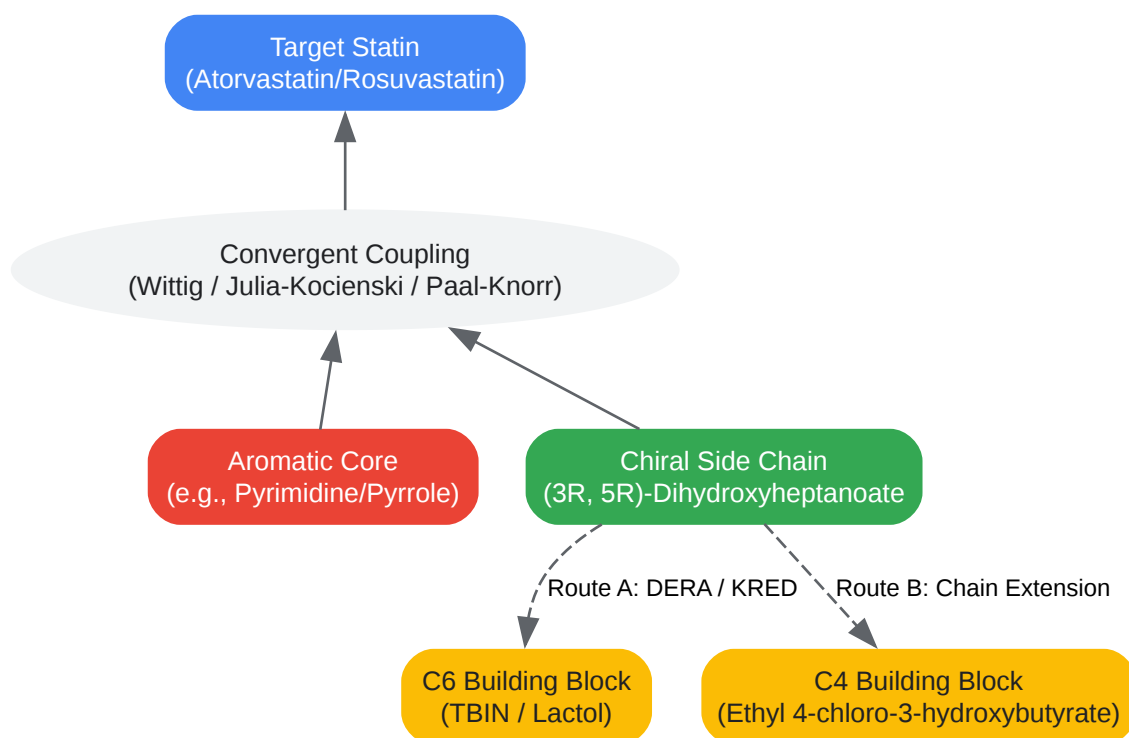 Target Statin
(Atorvastatin/Rosuvastatin)
Convergent Coupling
(Wittig / Julia-Kocienski / Paal-Knorr)
Aromatic Core
(e.g., Pyrimidine/Pyrrole)
Chiral Side Chain
(3R, 5R)-Dihydroxyheptanoate
Route A: DERA / KRED
Route B: Chain Extension
C6 Building Block
(TBIN / Lactol)
C4 Building Block
(Ethyl 4-chloro-3-hydroxybutyrate)